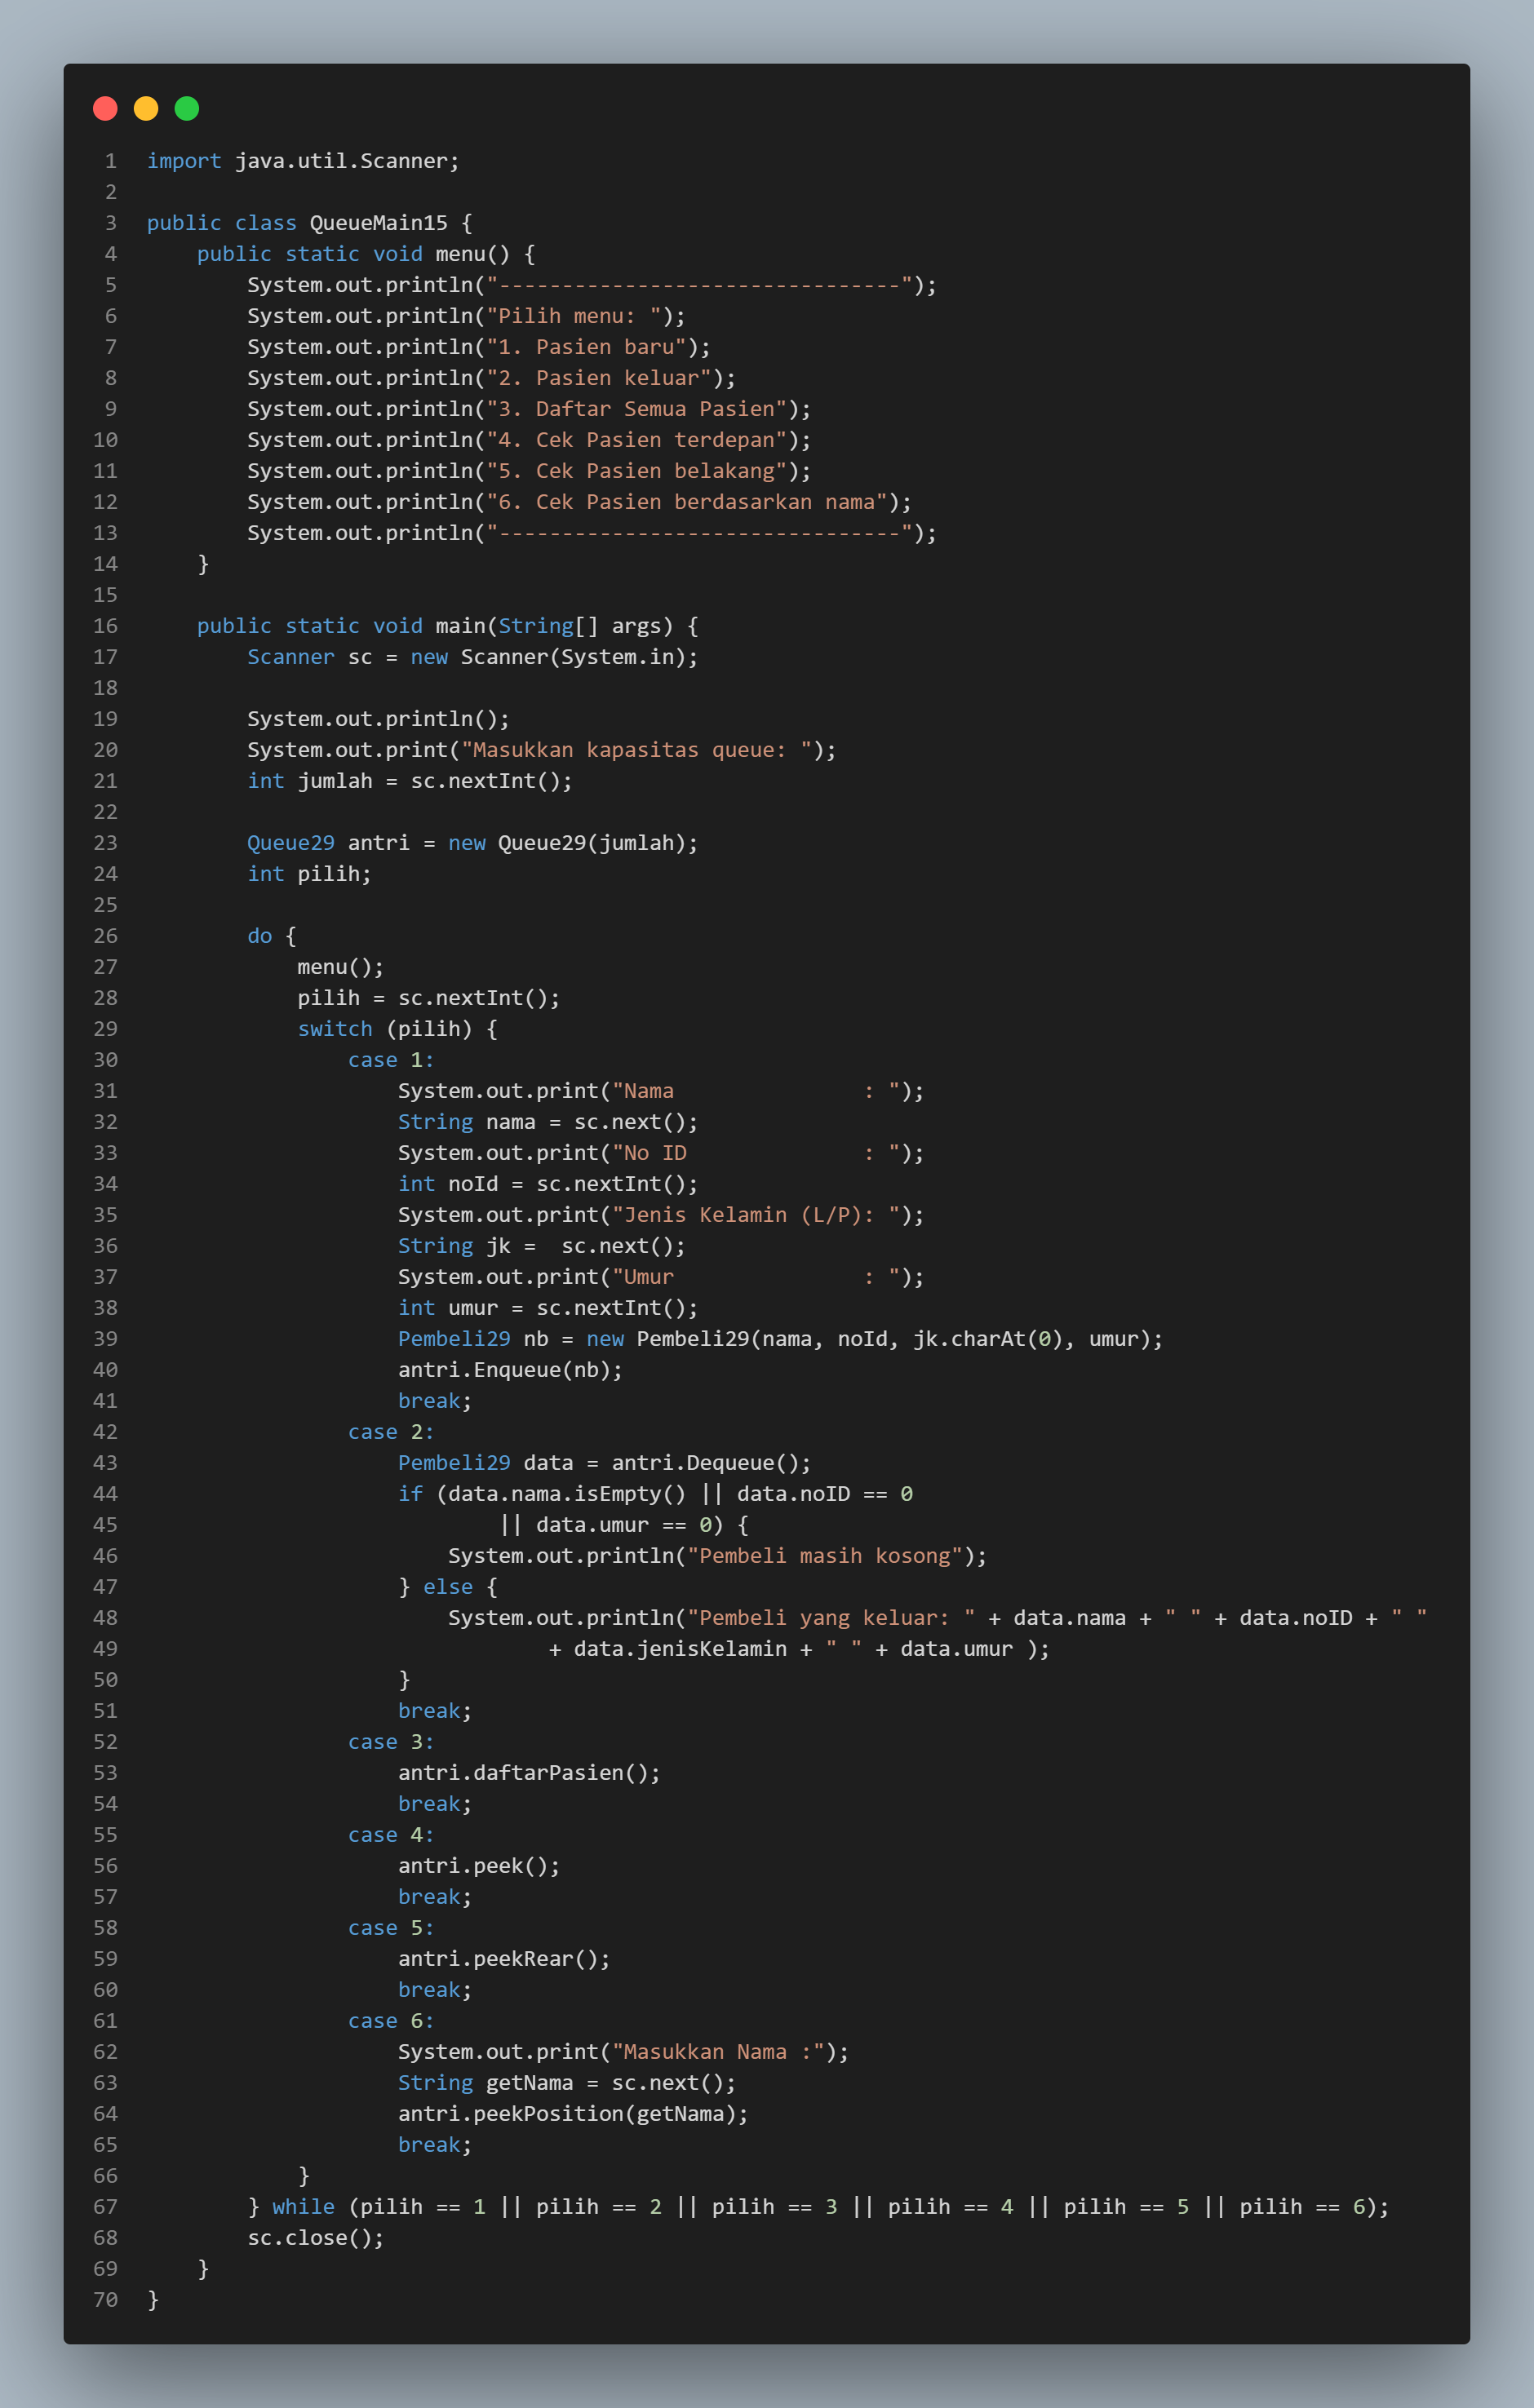 1 import java.util.Scanner;
2
3 public class QueueMain15 {
4     public static void menu() {
5         System.out.println("--------------------------------");
6         System.out.println("Pilih menu: ");
7         System.out.println("1. Pasien baru");
8         System.out.println("2. Pasien keluar");
9         System.out.println("3. Daftar Semua Pasien");
10         System.out.println("4. Cek Pasien terdepan");
11         System.out.println("5. Cek Pasien belakang");
12         System.out.println("6. Cek Pasien berdasarkan nama");
13         System.out.println("--------------------------------");
14     }
15
16     public static void main(String[] args) {
17         Scanner sc = new Scanner(System.in);
18
19         System.out.println();
20         System.out.print("Masukkan kapasitas queue: ");
21         int jumlah = sc.nextInt();
22
23         Queue29 antri = new Queue29(jumlah);
24         int pilih;
25
26         do {
27             menu();
28             pilih = sc.nextInt();
29             switch (pilih) {
30                 case 1:
31                     System.out.print("Nama               : ");
32                     String nama = sc.next();
33                     System.out.print("No ID              : ");
34                     int noId = sc.nextInt();
35                     System.out.print("Jenis Kelamin (L/P): ");
36                     String jk =  sc.next();
37                     System.out.print("Umur               : ");
38                     int umur = sc.nextInt();
39                     Pembeli29 nb = new Pembeli29(nama, noId, jk.charAt(0), umur);
40                     antri.Enqueue(nb);
41                     break;
42                 case 2:
43                     Pembeli29 data = antri.Dequeue();
44                     if (data.nama.isEmpty() || data.noID == 0
45                             || data.umur == 0) {
46                         System.out.println("Pembeli masih kosong");
47                     } else {
48                         System.out.println("Pembeli yang keluar: " + data.nama + " " + data.noID + " "
49                                 + data.jenisKelamin + " " + data.umur );
50                     }
51                     break;
52                 case 3:
53                     antri.daftarPasien();
54                     break;
55                 case 4:
56                     antri.peek();
57                     break;
58                 case 5:
59                     antri.peekRear();
60                     break;
61                 case 6:
62                     System.out.print("Masukkan Nama :");
63                     String getNama = sc.next();
64                     antri.peekPosition(getNama);
65                     break;
66             }
67         } while (pilih == 1 || pilih == 2 || pilih == 3 || pilih == 4 || pilih == 5 || pilih == 6);
68         sc.close();
69     }
70 }